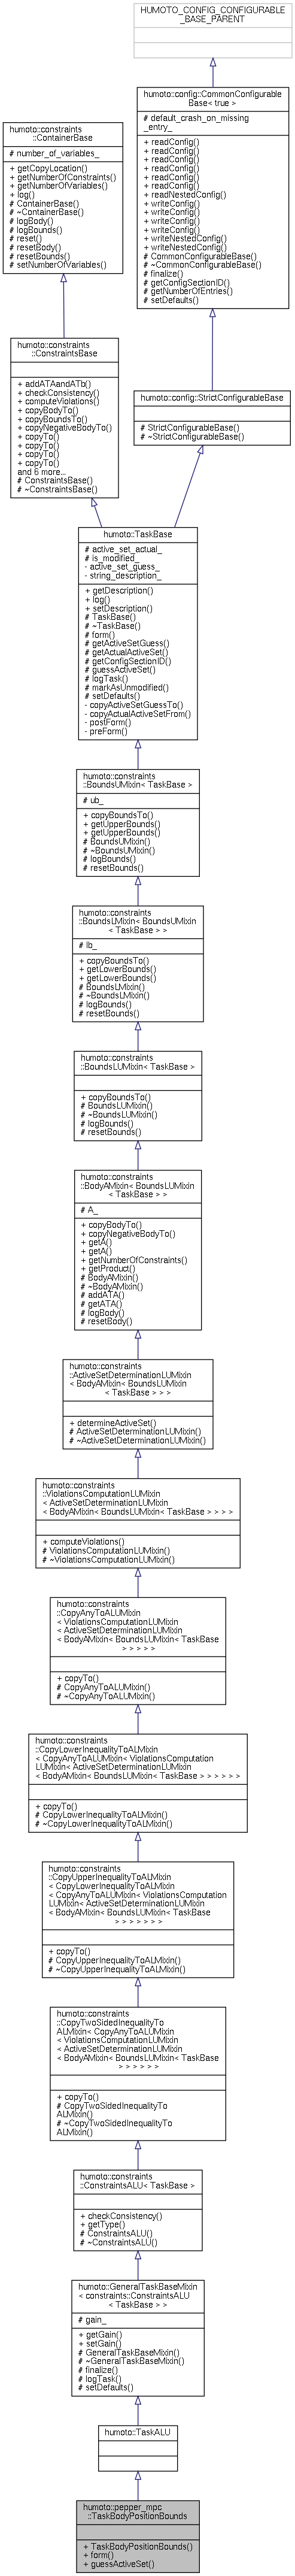 HUMOTO_CONFIG_CONFIGURABLE
_BASE_PARENT
humoto::config::CommonConfigurable
Base< true >
# default_crash_on_missing
_entry_
+ readConfig()
+ readConfig()
+ readConfig()
+ readConfig()
+ readConfig()
+ readConfig()
+ readNestedConfig()
+ writeConfig()
+ writeConfig()
+ writeConfig()
+ writeConfig()
+ writeNestedConfig()
+ writeNestedConfig()
# CommonConfigurableBase()
# ~CommonConfigurableBase()
# finalize()
# getConfigSectionID()
# getNumberOfEntries()
# setDefaults()
humoto::constraints
::ContainerBase
# number_of_variables_
+ getCopyLocation()
+ getNumberOfConstraints()
+ getNumberOfVariables()
+ log()
# ContainerBase()
# ~ContainerBase()
# logBody()
# logBounds()
# reset()
# resetBody()
# resetBounds()
# setNumberOfVariables()
humoto::constraints
::ConstraintsBase
+ addATAandATb()
+ checkConsistency()
+ computeViolations()
+ copyBodyTo()
+ copyBoundsTo()
+ copyNegativeBodyTo()
+ copyTo()
+ copyTo()
+ copyTo()
+ copyTo()
and 6 more...
# ConstraintsBase()
# ~ConstraintsBase()
humoto::config::StrictConfigurableBase
# StrictConfigurableBase()
# ~StrictConfigurableBase()
humoto::TaskBase
# active_set_actual_
# is_modified_
- active_set_guess_
- string_description_
+ getDescription()
+ log()
+ setDescription()
# TaskBase()
# ~TaskBase()
# form()
# getActiveSetGuess()
# getActualActiveSet()
# getConfigSectionID()
# guessActiveSet()
# logTask()
# markAsUnmodified()
# setDefaults()
- copyActiveSetGuessTo()
- copyActualActiveSetFrom()
- postForm()
- preForm()
humoto::constraints
::BoundsUMixin< TaskBase >
# ub_
+ copyBoundsTo()
+ getUpperBounds()
+ getUpperBounds()
# BoundsUMixin()
# ~BoundsUMixin()
# logBounds()
# resetBounds()
humoto::constraints
::BoundsLMixin< BoundsUMixin
< TaskBase > >
# lb_
+ copyBoundsTo()
+ getLowerBounds()
+ getLowerBounds()
# BoundsLMixin()
# ~BoundsLMixin()
# logBounds()
# resetBounds()
humoto::constraints
::BoundsLUMixin< TaskBase >
+ copyBoundsTo()
# BoundsLUMixin()
# ~BoundsLUMixin()
# logBounds()
# resetBounds()
humoto::constraints
::BodyAMixin< BoundsLUMixin
< TaskBase > >
# A_
+ copyBodyTo()
+ copyNegativeBodyTo()
+ getA()
+ getA()
+ getNumberOfConstraints()
+ getProduct()
# BodyAMixin()
# ~BodyAMixin()
# addATA()
# getATA()
# logBody()
# resetBody()
humoto::constraints
::ActiveSetDeterminationLUMixin
< BodyAMixin< BoundsLUMixin
< TaskBase > > >
+ determineActiveSet()
# ActiveSetDeterminationLUMixin()
# ~ActiveSetDeterminationLUMixin()
humoto::constraints
::ViolationsComputationLUMixin
< ActiveSetDeterminationLUMixin
< BodyAMixin< BoundsLUMixin< TaskBase > > > >
+ computeViolations()
# ViolationsComputationLUMixin()
# ~ViolationsComputationLUMixin()
humoto::constraints
::CopyAnyToALUMixin
< ViolationsComputationLUMixin
< ActiveSetDeterminationLUMixin
< BodyAMixin< BoundsLUMixin< TaskBase
> > > > >
+ copyTo()
# CopyAnyToALUMixin()
# ~CopyAnyToALUMixin()
humoto::constraints
::CopyLowerInequalityToALMixin
< CopyAnyToALUMixin< ViolationsComputation
LUMixin< ActiveSetDeterminationLUMixin
< BodyAMixin< BoundsLUMixin< TaskBase > > > > > >
+ copyTo()
# CopyLowerInequalityToALMixin()
# ~CopyLowerInequalityToALMixin()
humoto::constraints
::CopyUpperInequalityToALMixin
< CopyLowerInequalityToALMixin
< CopyAnyToALUMixin< ViolationsComputation
LUMixin< ActiveSetDeterminationLUMixin
< BodyAMixin< BoundsLUMixin< TaskBase
> > > > > > >
+ copyTo()
# CopyUpperInequalityToALMixin()
# ~CopyUpperInequalityToALMixin()
humoto::constraints
::CopyTwoSidedInequalityTo
ALMixin< CopyAnyToALUMixin
< ViolationsComputationLUMixin
< ActiveSetDeterminationLUMixin
< BodyAMixin< BoundsLUMixin< TaskBase
> > > > > >
+ copyTo()
# CopyTwoSidedInequalityTo
ALMixin()
# ~CopyTwoSidedInequalityTo
ALMixin()
humoto::constraints
::ConstraintsALU< TaskBase >
+ checkConsistency()
+ getType()
# ConstraintsALU()
# ~ConstraintsALU()
humoto::GeneralTaskBaseMixin
< constraints::ConstraintsALU
< TaskBase > >
# gain_
+ getGain()
+ setGain()
# GeneralTaskBaseMixin()
# ~GeneralTaskBaseMixin()
# finalize()
# logTask()
# setDefaults()
humoto::TaskALU
humoto::pepper_mpc
::TaskBodyPositionBounds
+ TaskBodyPositionBounds()
+ form()
+ guessActiveSet()